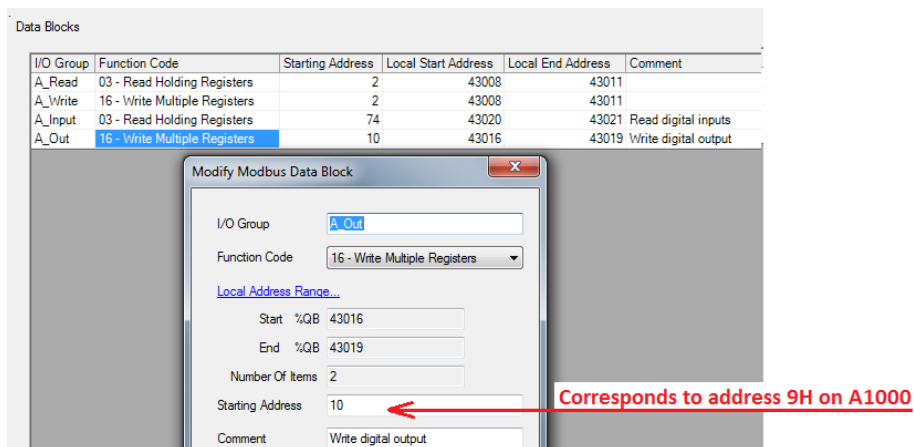 Data Blocks
I/O Group Function Code Starting Address Local Start Address Local End Address Comment
A_Read 03 - Read Holding Registers 2 43008 43011
A_Write 16 - Write Multiple Registers 2 43008 43011
A_Input 03 - Read Holding Registers 74 43020 43021 Read digital inputs
A_Out 16 - Write Multiple Registers 10 43016 43019 Write digital output
Modify Modbus Data Block
I/O Group A_Out
Function Code 16 - Write Multiple Registers
Local Address Range...
Start %QB 43016
End %QB 43019
Number Of Items 2
Starting Address 10 Corresponds to address 9H on A1000
Comment Write digital output